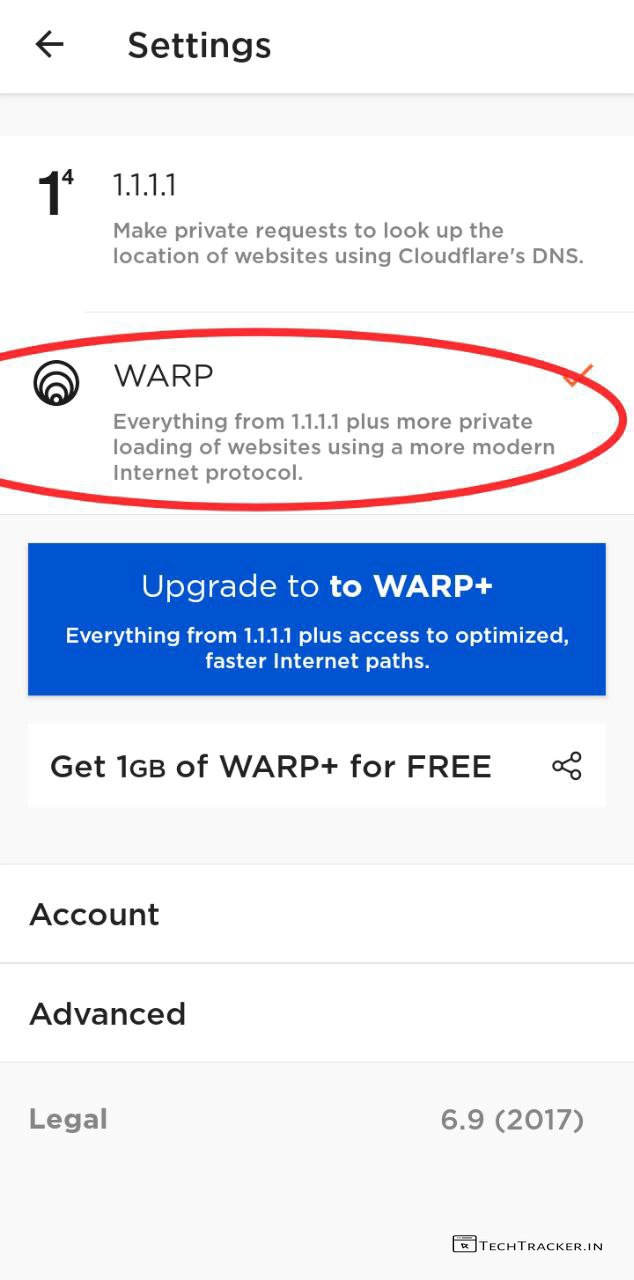 Settings
1⁴
1.1.1.1
Make private requests to look up the
location of websites using Cloudflare's DNS.
WARP
Everything from 1.1.1.1 plus more private
loading of websites using a more modern
Internet protocol.
Upgrade to to WARP+
Everything from 1.1.1.1 plus access to optimized,
faster Internet paths.
Get 1GB of WARP+ for FREE
Account
Advanced
Legal 6.9 (2017)
TECHTRACKER.IN